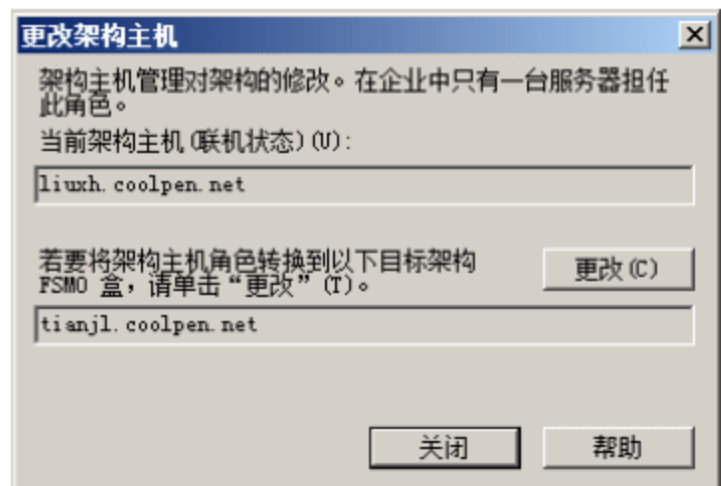 更改架构主机
架构主机管理对架构的修改。在企业中只有一台服务器担任
此角色。
当前架构主机(联机状态)(U):
liuxh.coolpen.net
若要将架构主机角色转换到以下目标架构
FSMO 盒，请单击“更改”(T)。
更改(C)
tianjl.coolpen.net
关闭
帮助